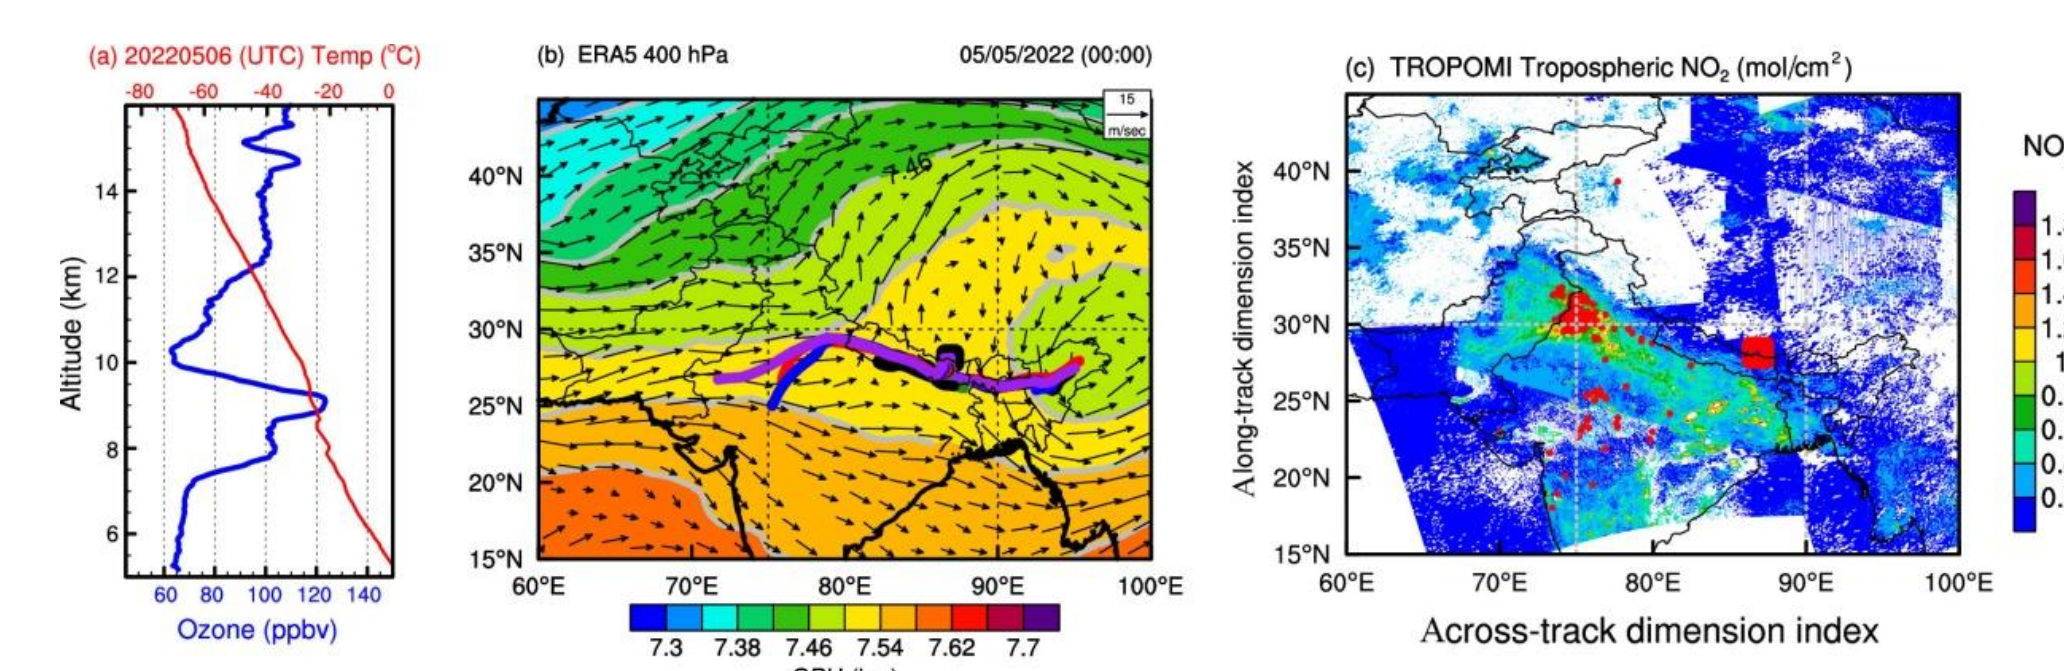 (a) 20220506 (UTC) Temp (°C)
-80 -60 -40 -20 0
14
12
10
8
6
Altitude (km)
60 80 100 120 140
Ozone (ppbv)
(b) ERA5 400 hPa 05/05/2022 (00:00)
15
m/sec
7.46
40°N
35°N
30°N
25°N
20°N
15°N
60°E 70°E 80°E 90°E 100°E
7.3 7.38 7.46 7.54 7.62 7.7
(c) TROPOMI Tropospheric NO₂ (mol/cm²)
Along-track dimension index
40°N
35°N
30°N
25°N
20°N
15°N
60°E 70°E 80°E 90°E 100°E
Across-track dimension index
NO
1